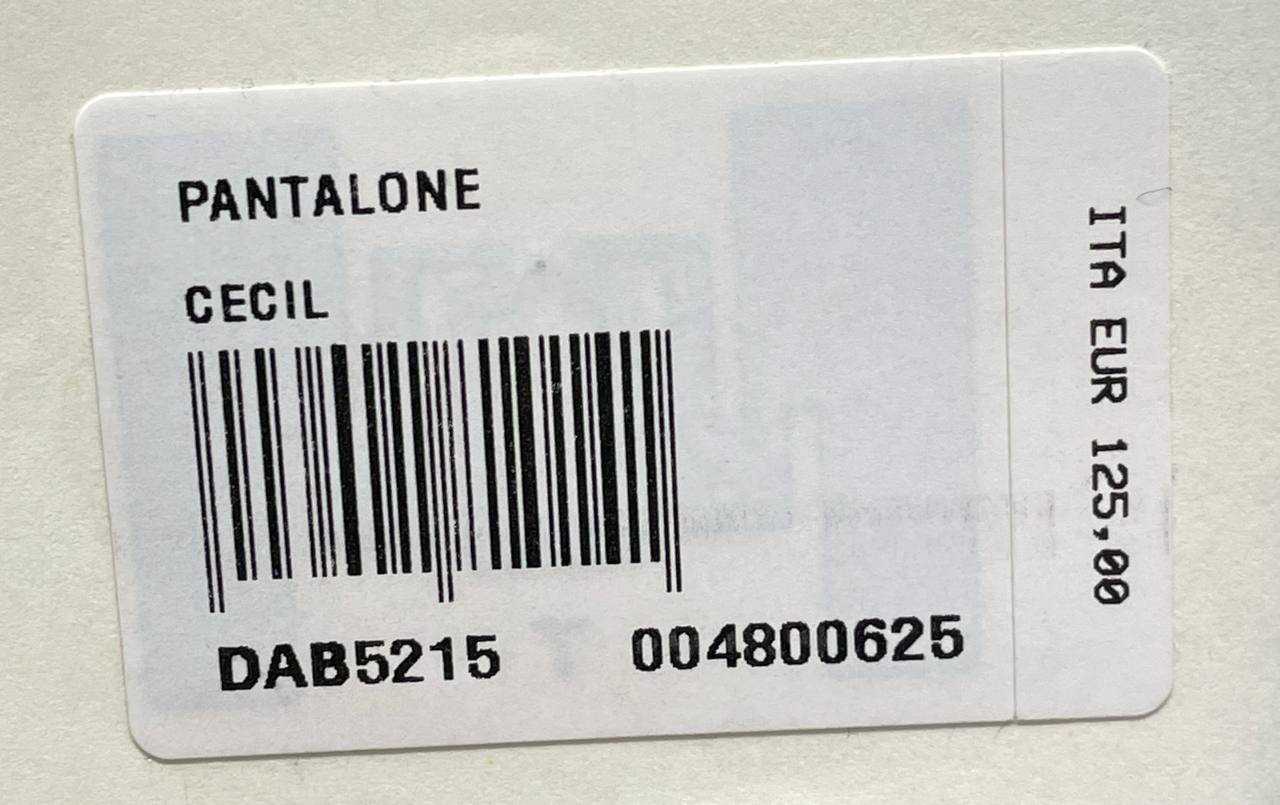 PANTALONE
CECIL
DAB5215 004800625
ITA EUR 125,00